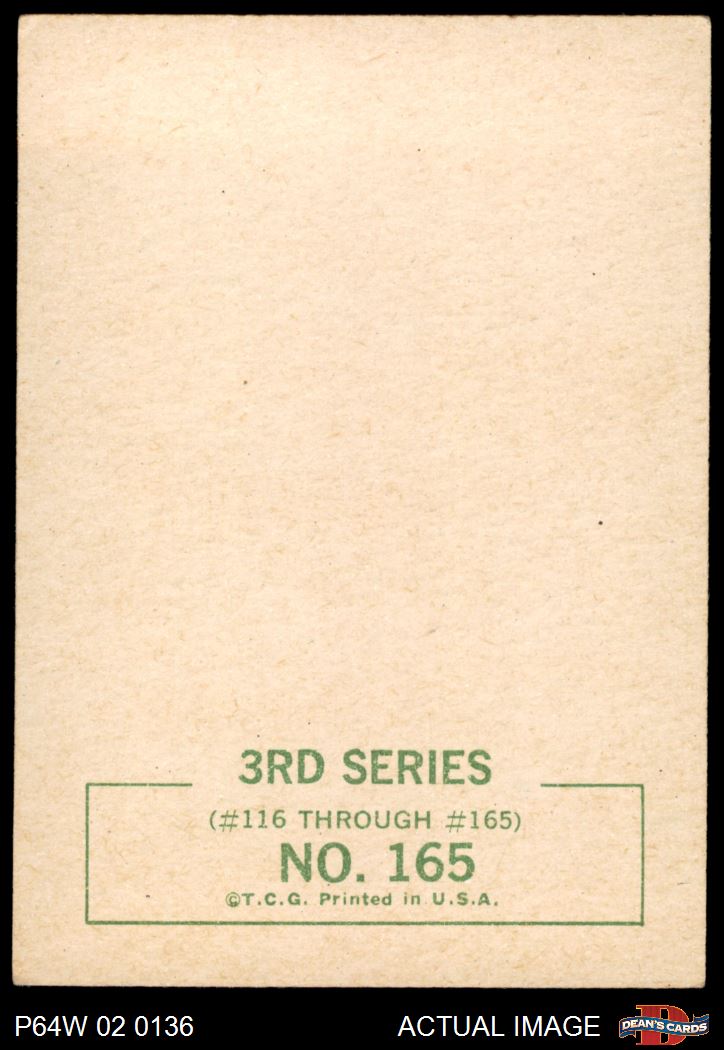 3RD SERIES
(#116 THROUGH #165)
NO. 165
©T.C.G. Printed in U.S.A.
P64W 02 0136
ACTUAL IMAGE
DEAN'S CARDS